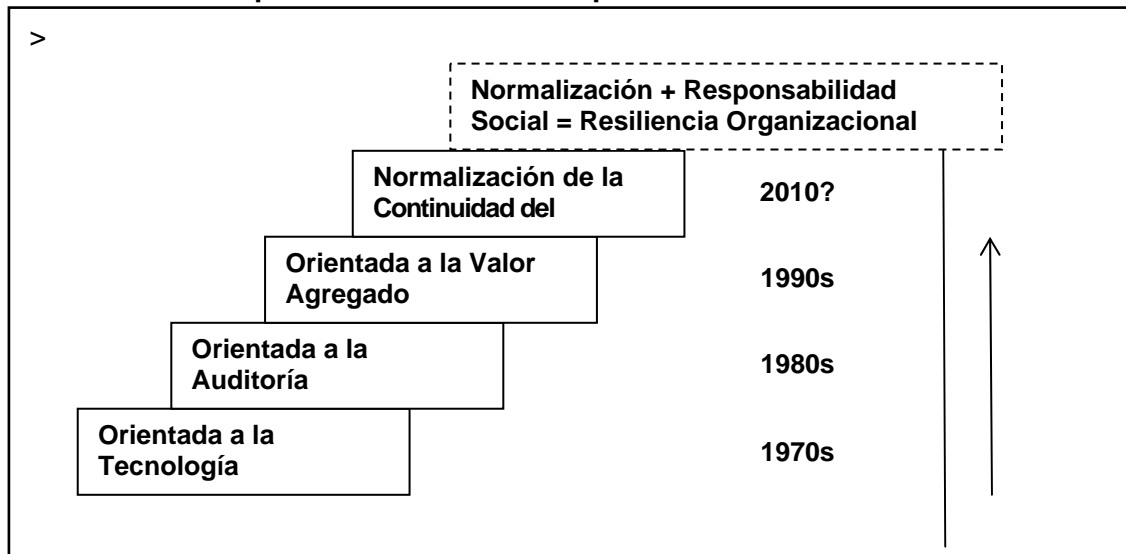 >
Normalización + Responsabilidad
Social = Resiliencia Organizacional
Normalización de la
Continuidad del
2010?
Orientada a la Valor
Agregado
1990s
Orientada a la
Auditoría
1980s
Orientada a la
Tecnología
1970s